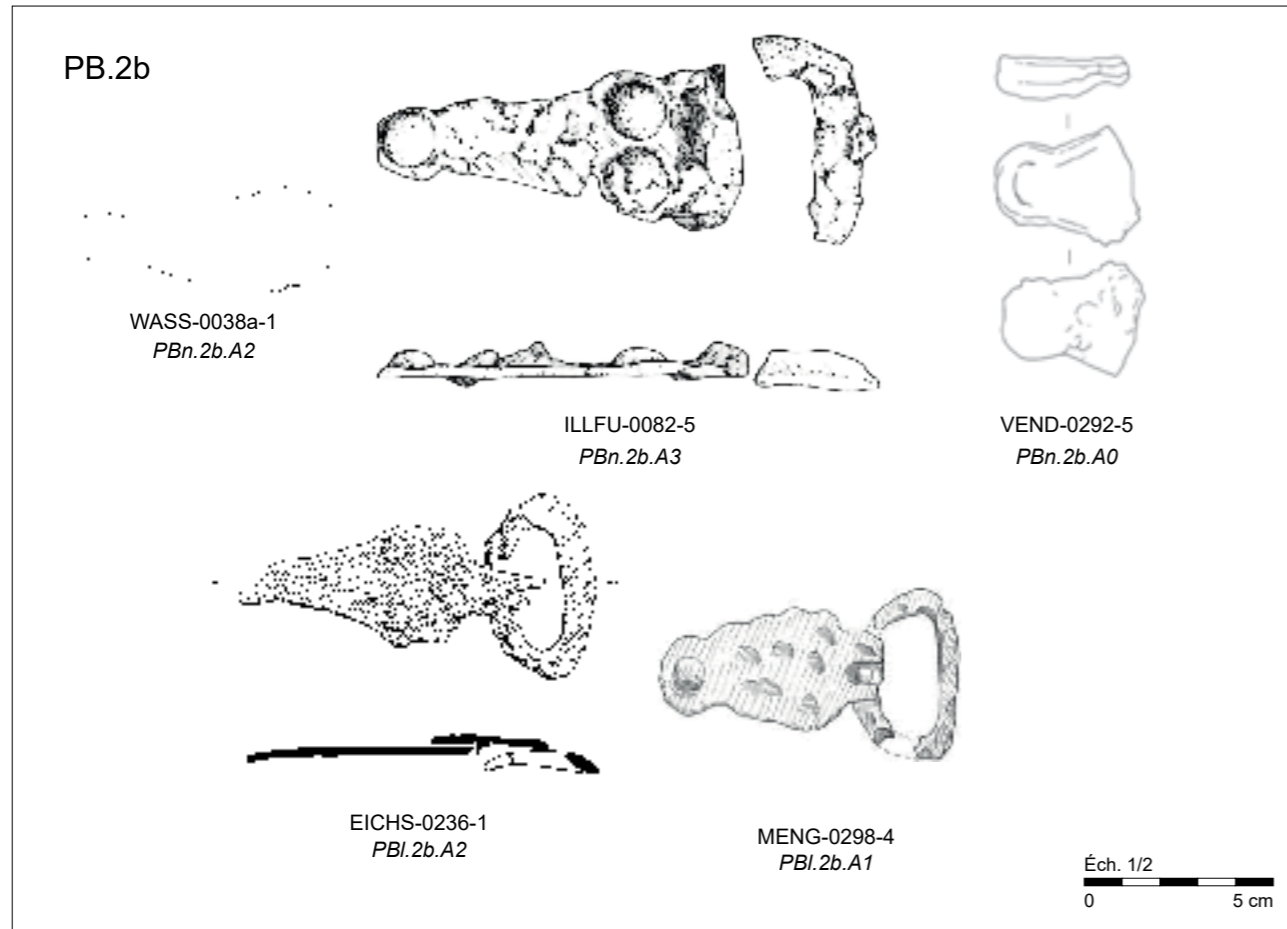 PB.2b
WASS-0038a-1
PBn.2b.A2
ILLFU-0082-5
PBn.2b.A3
VEND-0292-5
PBn.2b.A0
EICHS-0236-1
PBl.2b.A2
MENG-0298-4
PBl.2b.A1
Éch. 1/2
0 5 cm